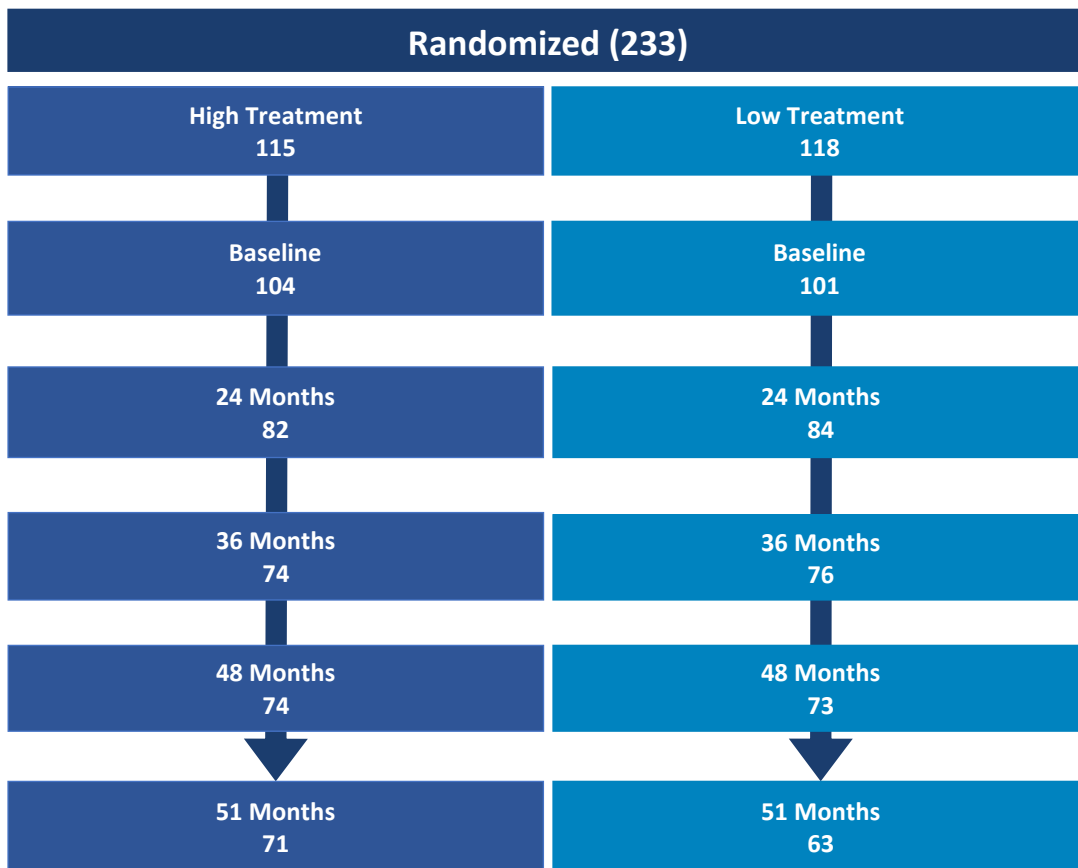 Randomized (233)
High Treatment
115
Low Treatment
118
Baseline
104
Baseline
101
24 Months
82
24 Months
84
36 Months
74
36 Months
76
48 Months
74
48 Months
73
51 Months
71
51 Months
63